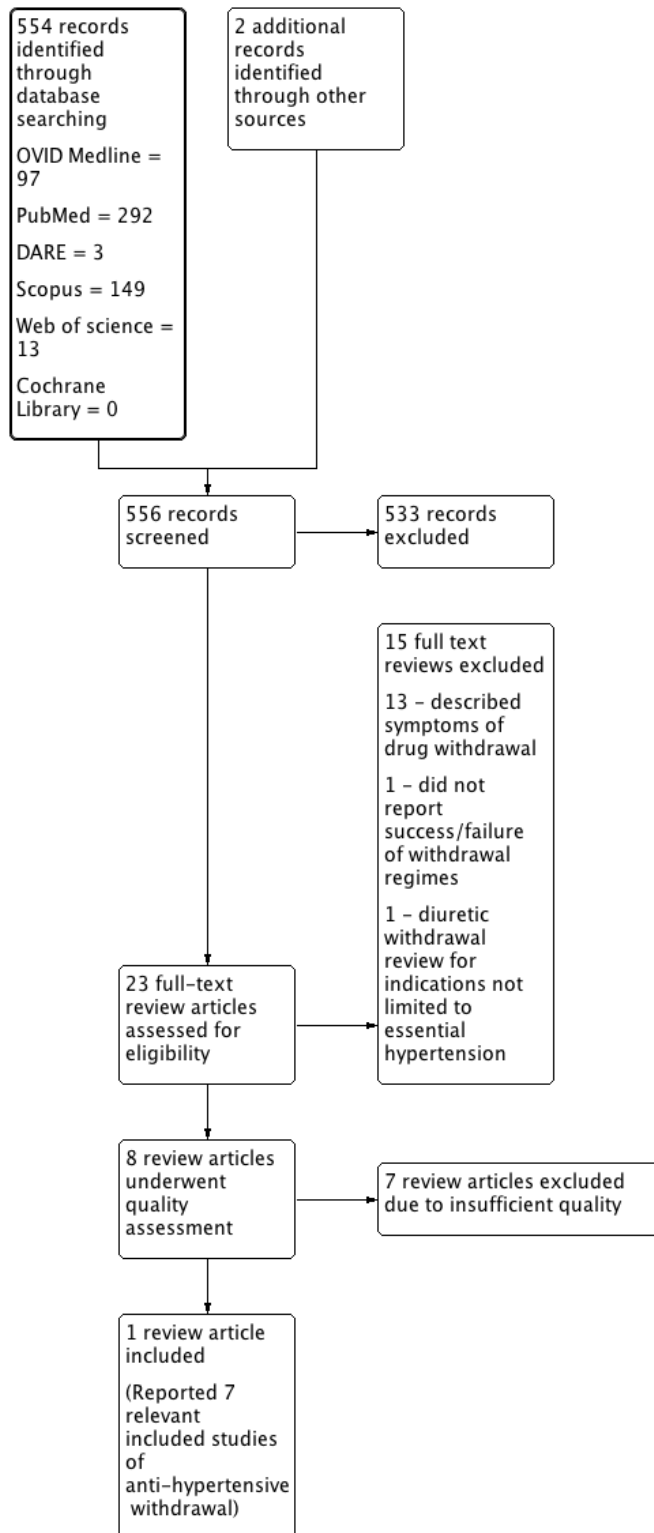 554 records
identified
through
database
searching
OVID Medline =
97
PubMed = 292
DARE = 3
Scopus = 149
Web of science =
13
Cochrane
Library = 0
2 additional
records
identified
through other
sources
556 records
screened
533 records
excluded
15 full text
reviews excluded
13 – described
symptoms of
drug withdrawal
1 – did not
report
success/failure
of withdrawal
regimes
1 – diuretic
withdrawal
review for
indications not
limited to
essential
hypertension
23 full-text
review articles
assessed for
eligibility
8 review articles
underwent
quality
assessment
7 review articles excluded
due to insufficient quality
1 review article
included
(Reported 7
relevant
included studies
of
anti-hypertensive
withdrawal)